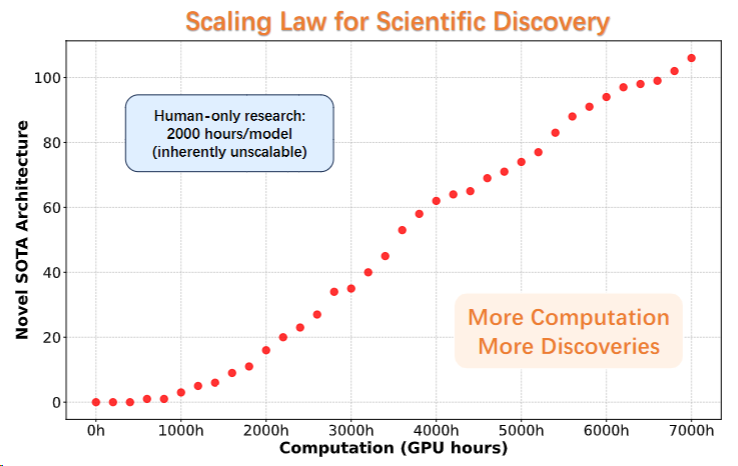 Scaling Law for Scientific Discovery
Novel SOTA Architecture
100
80
60
40
20
0
Human-only research:
2000 hours/model
(inherently unscalable)
More Computation
More Discoveries
0h 1000h 2000h 3000h 4000h 5000h 6000h 7000h
Computation (GPU hours)